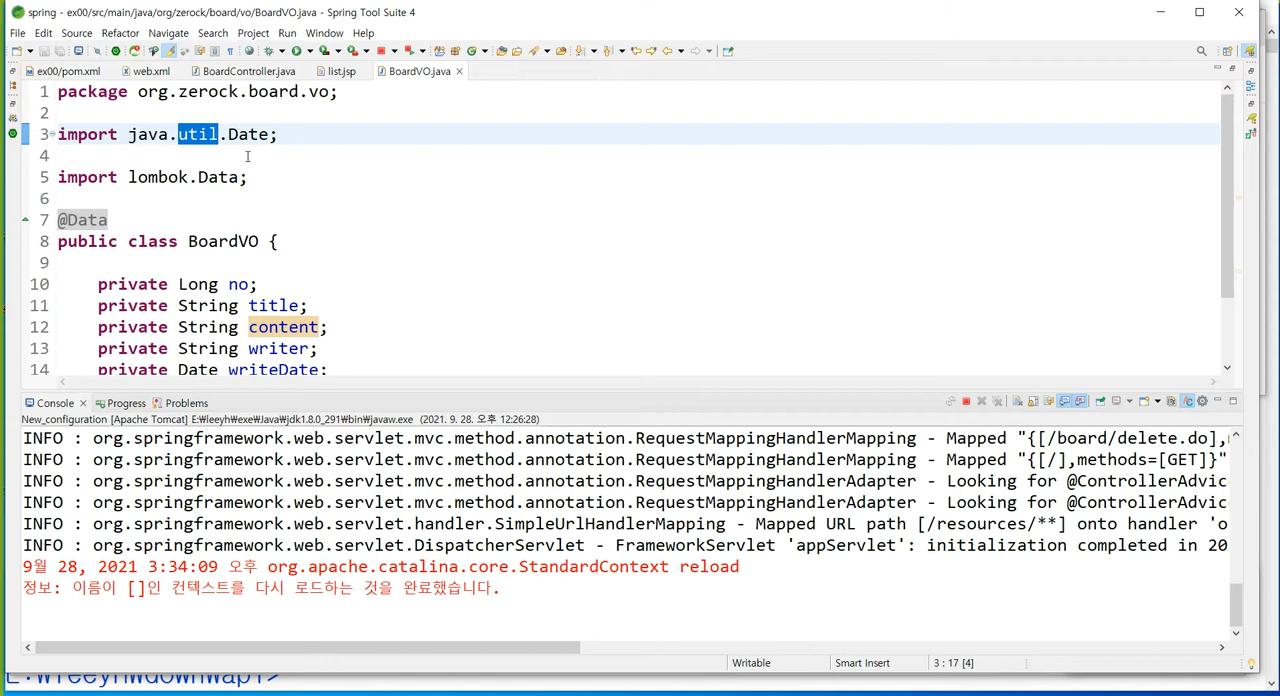 spring - ex00/src/main/java/org/zerock/board/vo/BoardVO.java - Spring Tool Suite 4
File Edit Source Refactor Navigate Search Project Run Window Help
ex00/pom.xml web.xml BoardController.java list.jsp BoardVO.java
1 package org.zerock.board.vo;
2
3 import java.util.Date;
4
5 import lombok.Data;
6
7 @Data
8 public class BoardVO {
9
10 private Long no;
11 private String title;
12 private String content;
13 private String writer;
14 private Date writeDate;
Console Progress Problems
New_configuration [Apache Tomcat] E:₩leeyh₩exe₩Java₩jdk1.8.0_291₩bin₩javaw.exe (2021. 9. 28. 오후 12:26:28)
INFO : org.springframework.web.servlet.mvc.method.annotation.RequestMappingHandlerMapping - Mapped "{[/board/delete.do],
INFO : org.springframework.web.servlet.mvc.method.annotation.RequestMappingHandlerMapping - Mapped "{[/],methods=[GET]}"
INFO : org.springframework.web.servlet.mvc.method.annotation.RequestMappingHandlerAdapter - Looking for @ControllerAdvic
INFO : org.springframework.web.servlet.mvc.method.annotation.RequestMappingHandlerAdapter - Looking for @ControllerAdvic
INFO : org.springframework.web.servlet.handler.SimpleUrlHandlerMapping - Mapped URL path [/resources/**] onto handler 'o
INFO : org.springframework.web.servlet.DispatcherServlet - FrameworkServlet 'appServlet': initialization completed in 20
9월 28, 2021 3:34:09 오후 org.apache.catalina.core.StandardContext reload
정보: 이름이 []인 컨텍스트를 다시 로드하는 것을 완료했습니다.
Writable Smart Insert 3 : 17 [4]